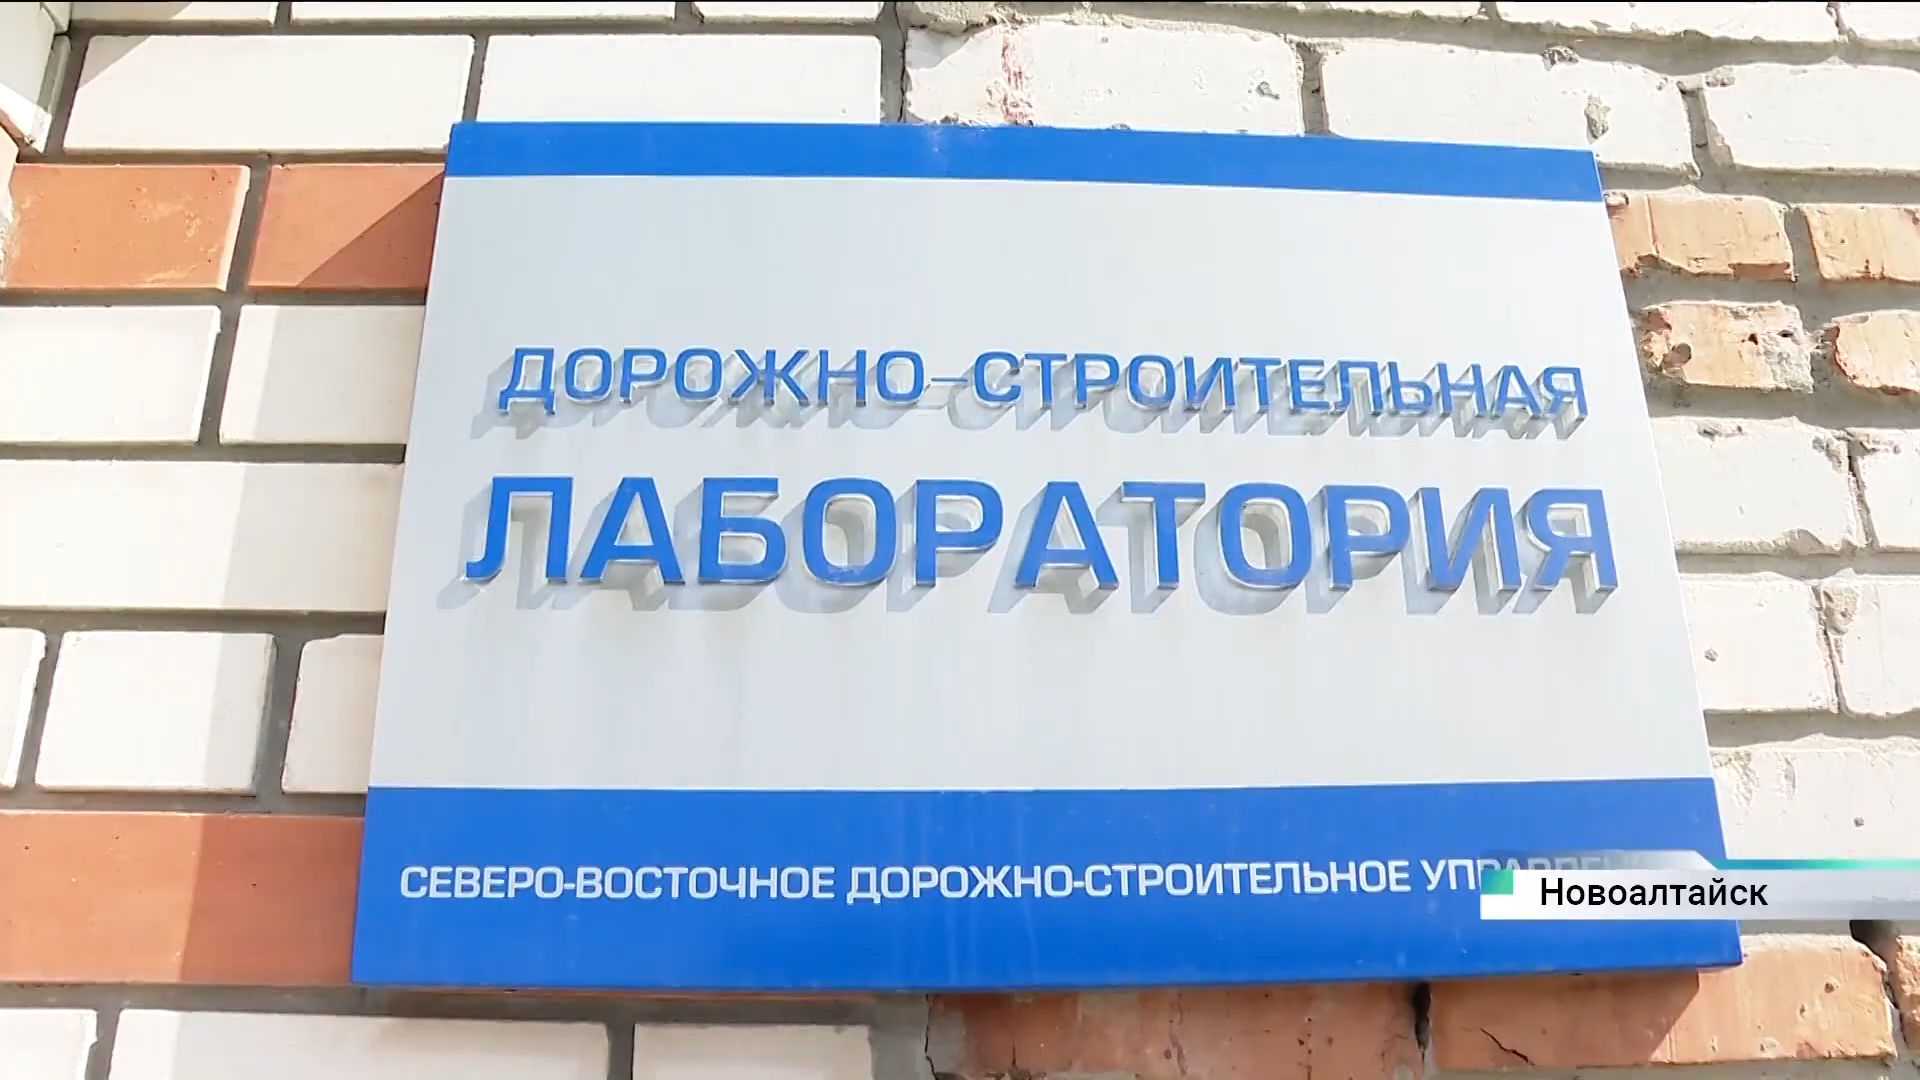 ДОРОЖНО-СТРОИТЕЛЬНАЯ
ЛАБОРАТОРИЯ
СЕВЕРО-ВОСТОЧНОЕ ДОРОЖНО-СТРОИТЕЛЬНОЕ
Новоалтайск